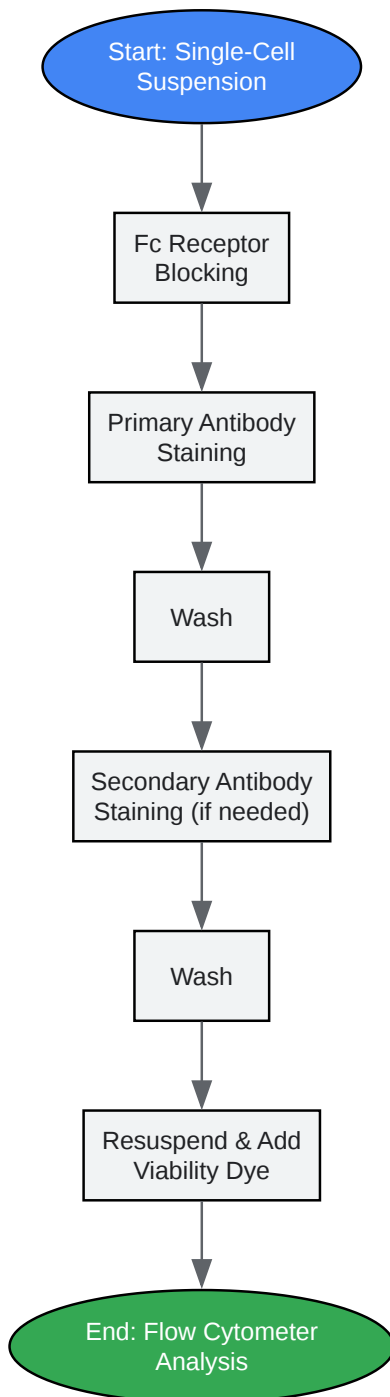 Start: Single-Cell
Suspension
Fc Receptor
Blocking
Primary Antibody
Staining
Wash
Secondary Antibody
Staining (if needed)
Wash
Resuspend & Add
Viability Dye
End: Flow Cytometer
Analysis